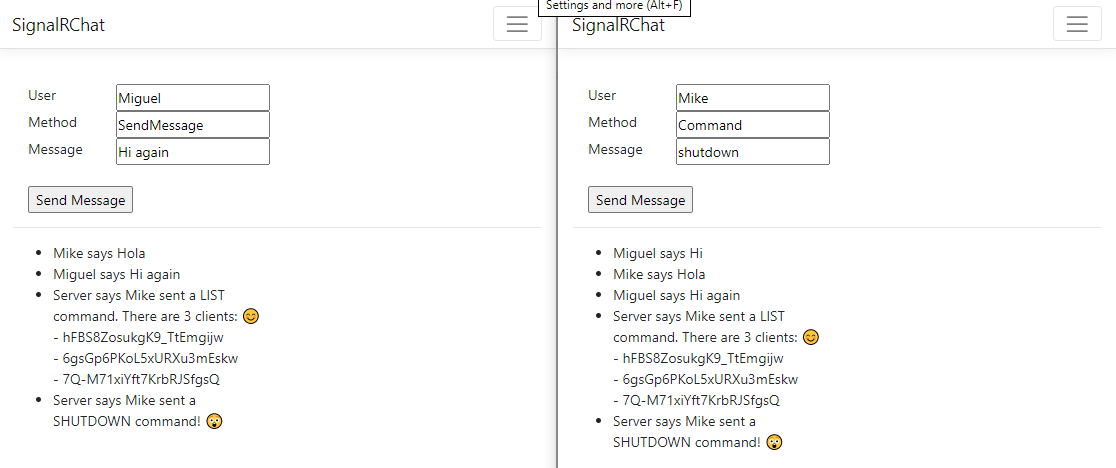 Settings and more (Alt+F)
SignalRChat
User
Miguel
Method
SendMessage
Message
Hi again
Send Message
Mike says Hola
Miguel says Hi again
Server says Mike sent a LIST
command. There are 3 clients: 😊
- hFBS8ZosukgK9_TtEmgijw
- 6gsGp6PKoL5xURXu3mEskw
- 7Q-M71xiYft7KrbRJSfgsQ
Server says Mike sent a
SHUTDOWN command! 😲
SignalRChat
User
Mike
Method
Command
Message
shutdown
Send Message
Miguel says Hi
Mike says Hola
Miguel says Hi again
Server says Mike sent a LIST
command. There are 3 clients: 😊
- hFBS8ZosukgK9_TtEmgijw
- 6gsGp6PKoL5xURXu3mEskw
- 7Q-M71xiYft7KrbRJSfgsQ
Server says Mike sent a
SHUTDOWN command! 😲